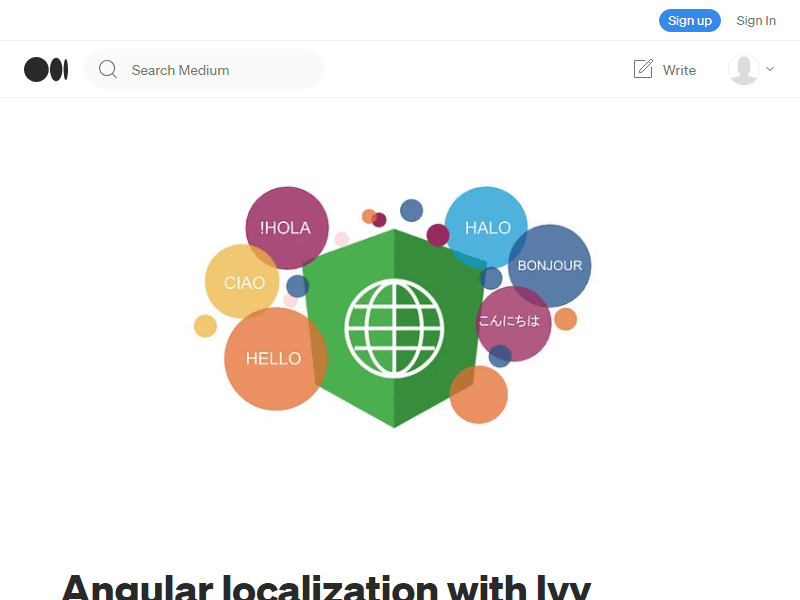 Sign up
Sign In
Search Medium
Write
!HOLA
HALO
BONJOUR
CIAO
こんにちは
HELLO
Angular localization with Ivy